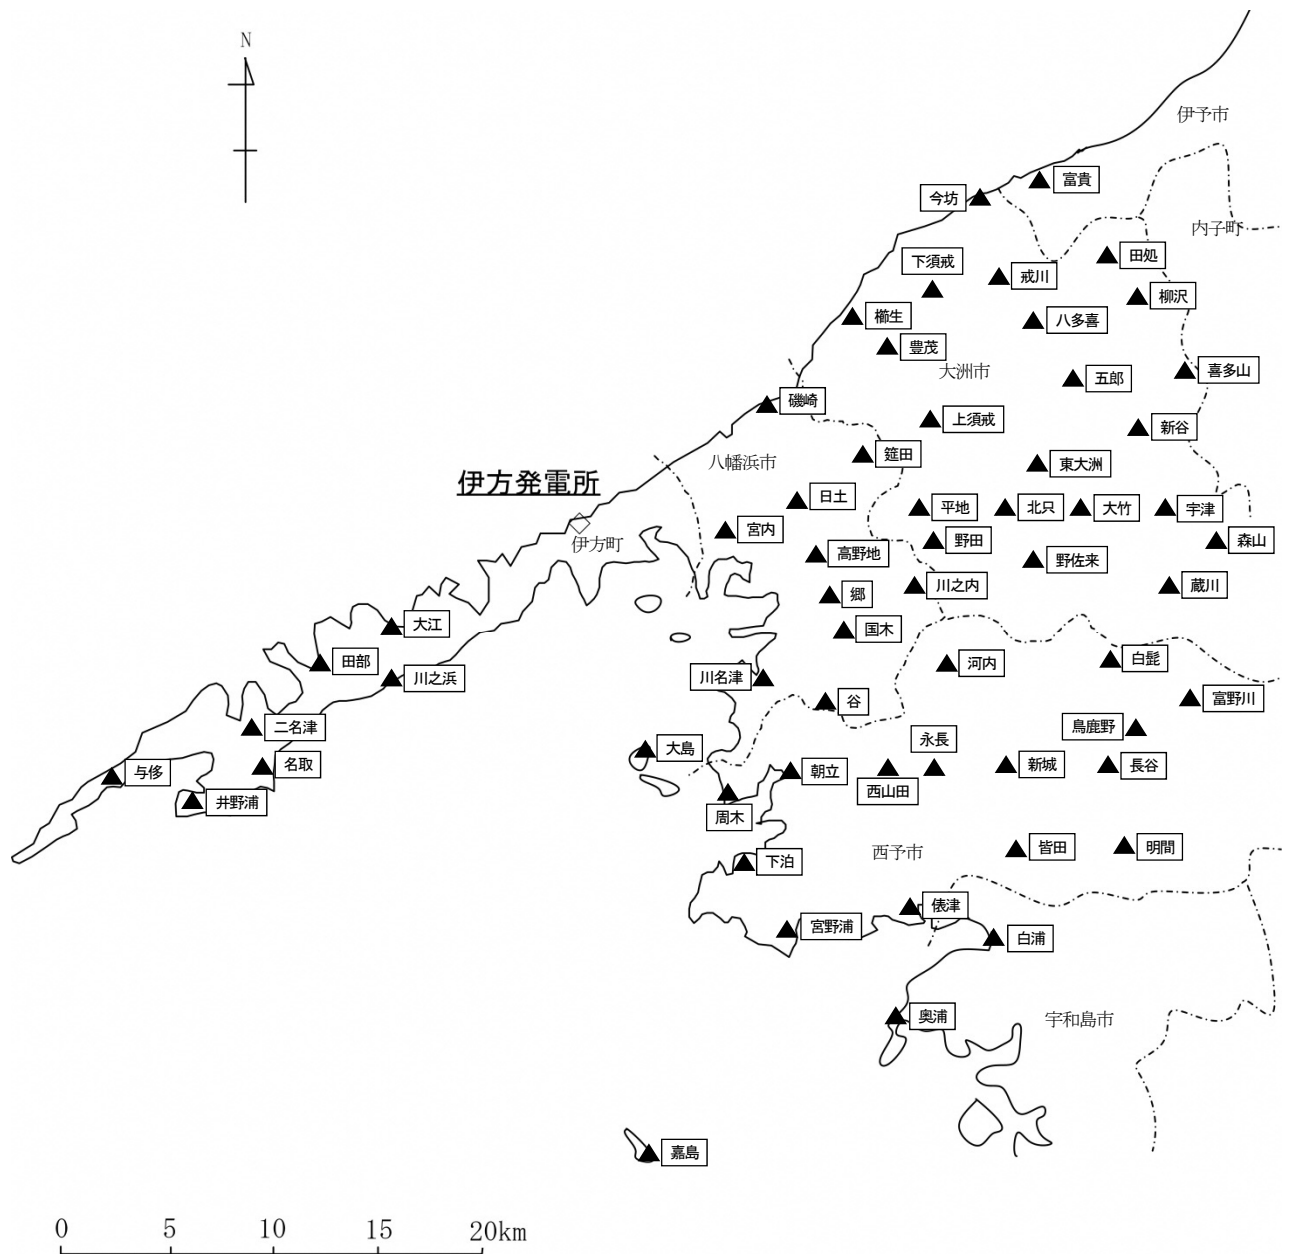 N
伊予市
富貴
今坊
内子町
田処
下須戒
戒川
柳沢
櫛生
八多喜
豊茂
大洲市
喜多山
五郎
磯崎
上須戒
新谷
筵田
八幡浜市
東大洲
伊方発電所
日土
平地
北只
大竹
宇津
宮内
伊方町
野田
森山
高野地
野佐来
川之内
蔵川
郷
大江
国木
田部
河内
白髭
川之浜
川名津
谷
富野川
二名津
鳥鹿野
永長
大島
名取
与侈
朝立
新城
長谷
西山田
井野浦
周木
皆田
明間
西予市
下泊
俵津
宮野浦
白浦
奥浦
宇和島市
嘉島
0 5 10 15 20km